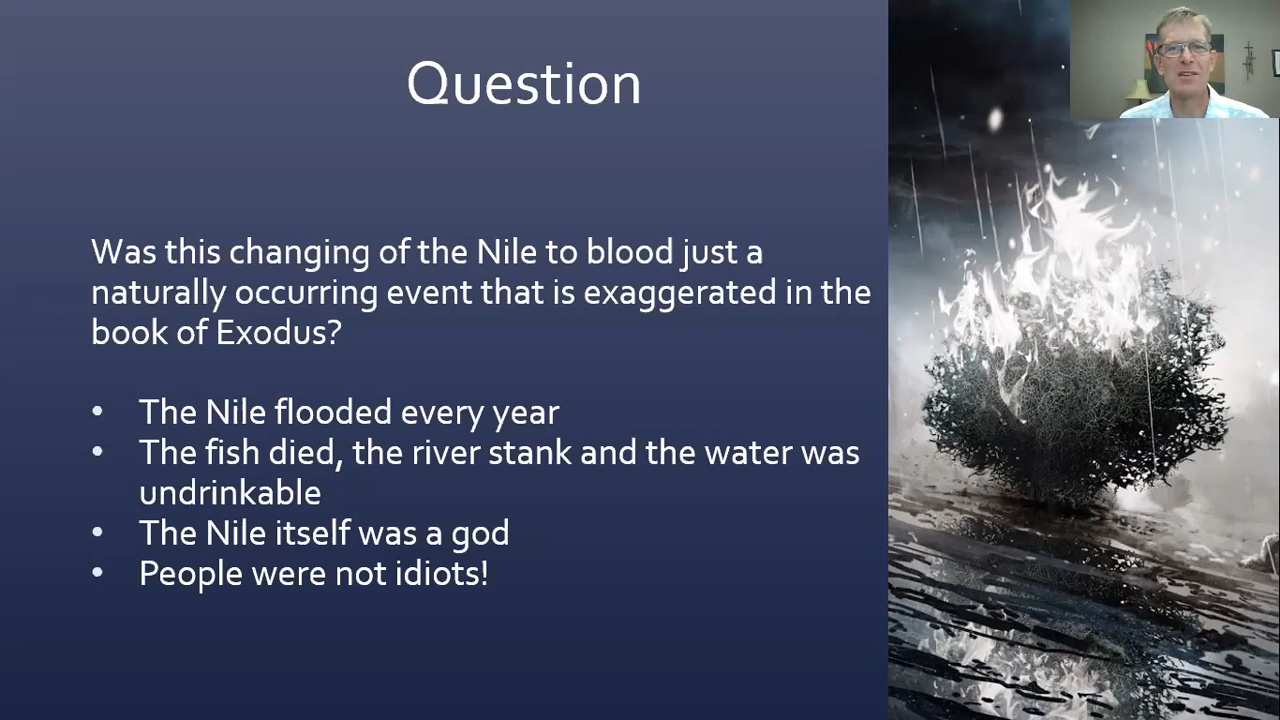 Question
Was this changing of the Nile to blood just a
naturally occurring event that is exaggerated in the
book of Exodus?
• The Nile flooded every year
• The fish died, the river stank and the water was
undrinkable
• The Nile itself was a god
• People were not idiots!